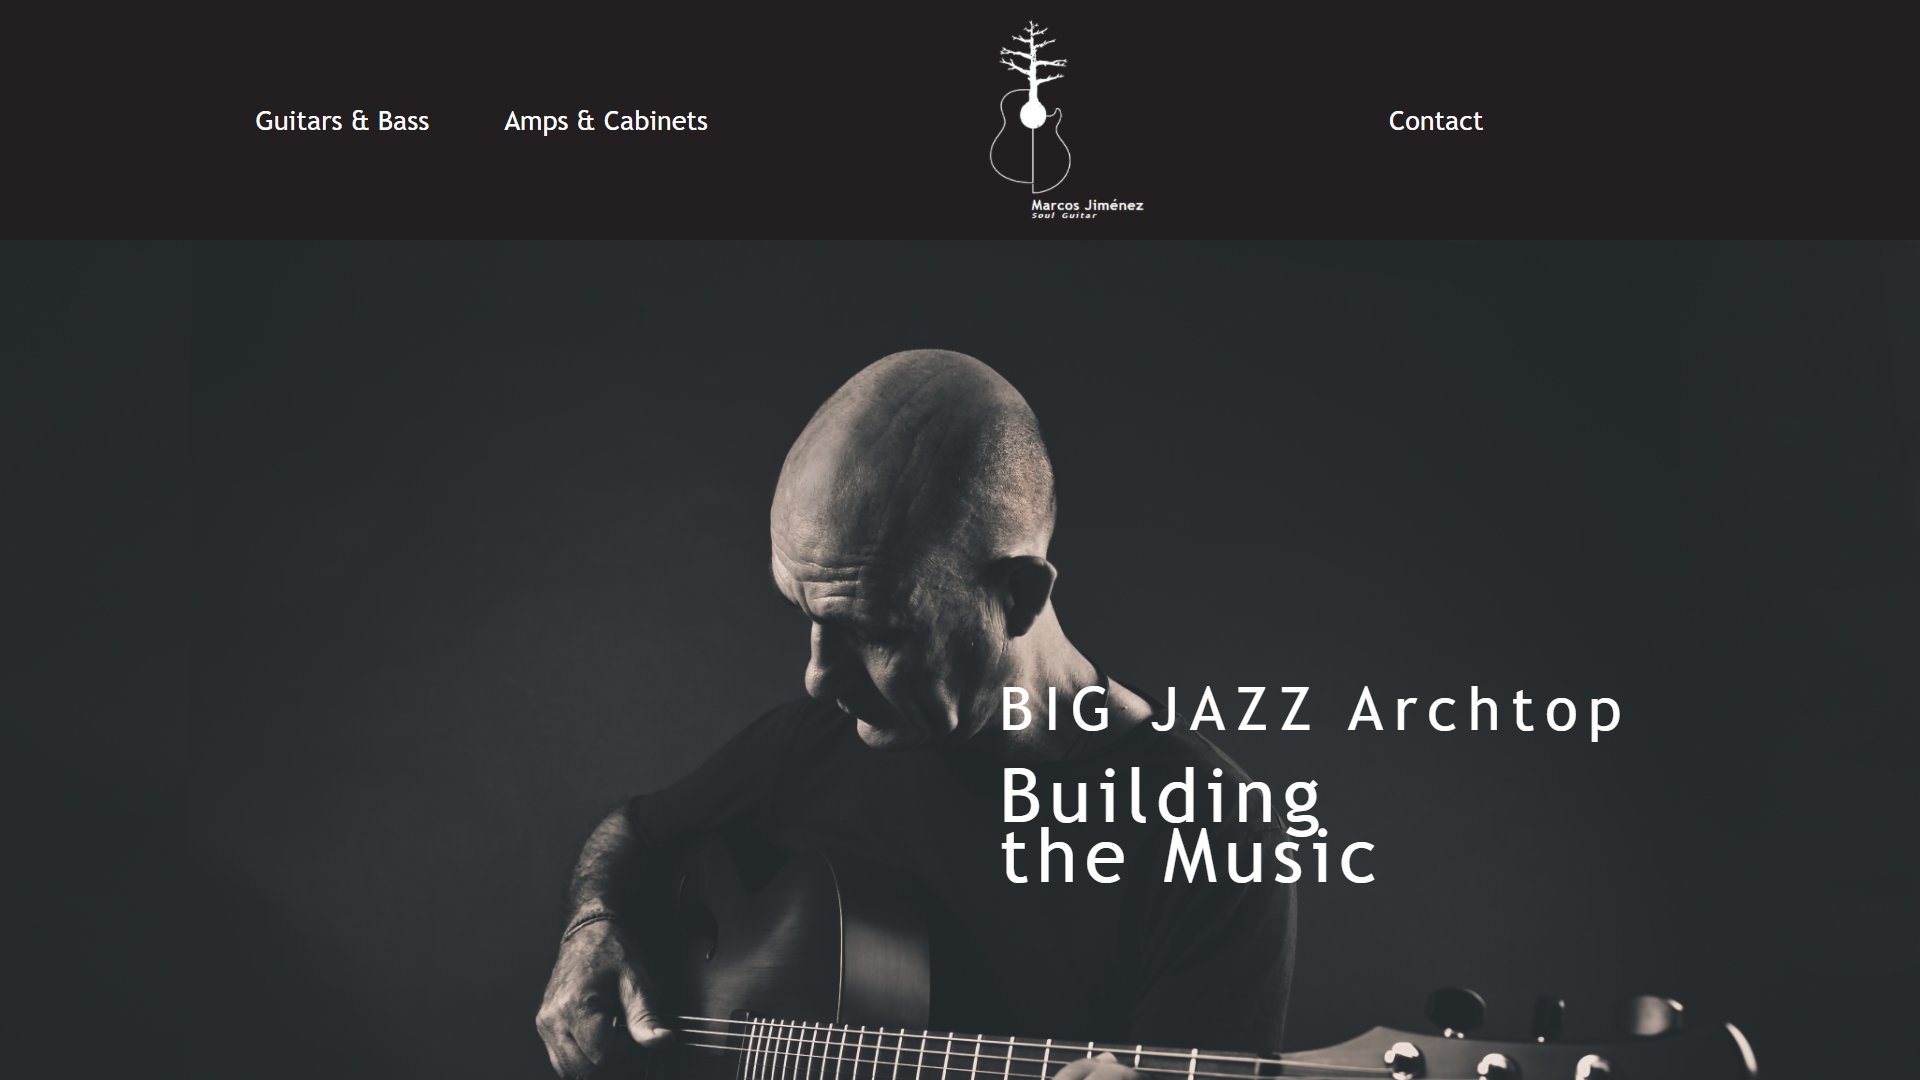 Guitars & Bass
Amps & Cabinets
Marcos Jiménez
Soul Guitar
Contact
BIG JAZZ Archtop
Building
the Music